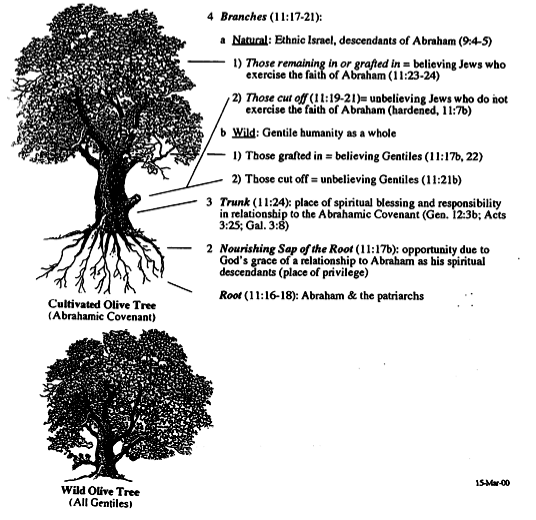 4 Branches (11:17-21):
a Natural: Ethnic Israel, descendants of Abraham (9:4-5)
1) Those remaining in or grafted in = believing Jews who
exercise the faith of Abraham (11:23-24)
2) Those cut off (11:19-21)= unbelieving Jews who do not
exercise the faith of Abraham (hardened, 11:7b)
b Wild: Gentile humanity as a whole
1) Those grafted in = believing Gentiles (11:17b, 22)
2) Those cut off = unbelieving Gentiles (11:21b)
3 Trunk (11:24): place of spiritual blessing and responsibility
in relationship to the Abrahamic Covenant (Gen. 12:3b; Acts
3:25; Gal. 3:8)
2 Nourishing Sap of the Root (11:17b): opportunity due to
God's grace of a relationship to Abraham as his spiritual
descendants (place of privilege)
Root (11:16-18): Abraham & the patriarchs
Cultivated Olive Tree
(Abrahamic Covenant)
Wild Olive Tree
(All Gentiles)
15-Mar-00